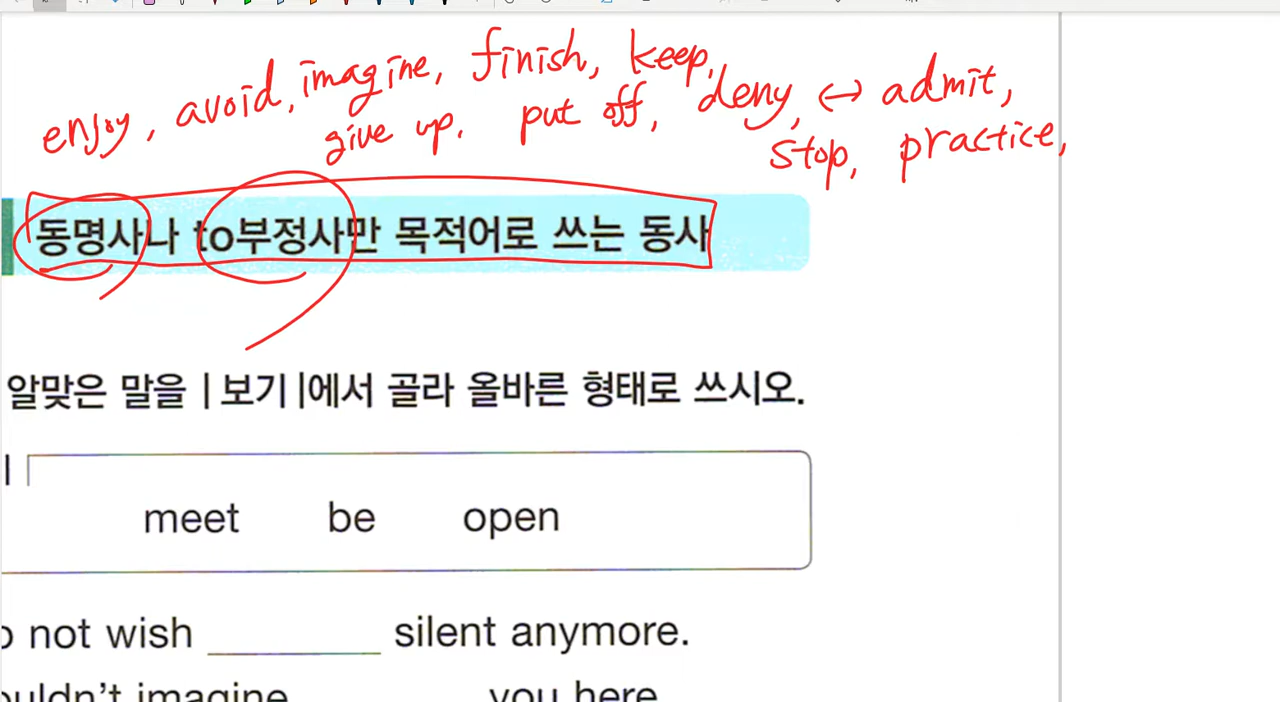 enjoy, avoid, imagine, finish, keep,
give up, put off, deny, ↔ admit,
stop, practice,
동명사나 to부정사만 목적어로 쓰는 동사
알맞은 말을 | 보기 |에서 골라 올바른 형태로 쓰시오.
meet be open
not wish ________ silent anymore.
imagine you here